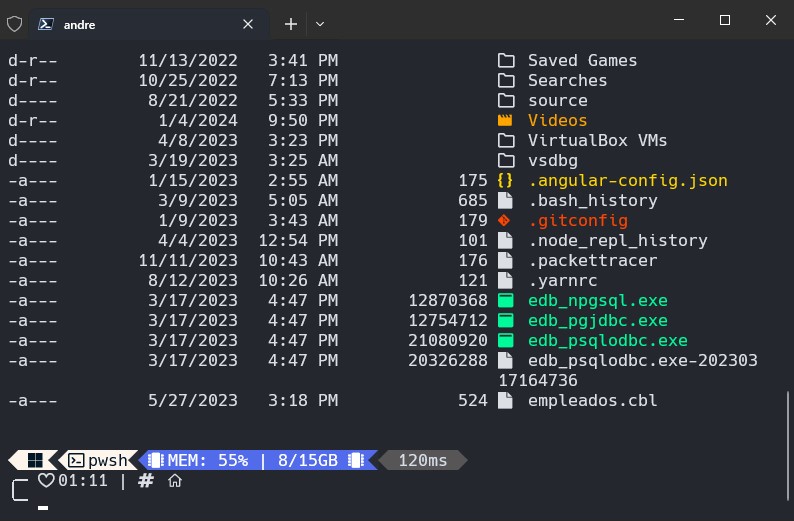 andre
d-r-- 11/13/2022 3:41 PM Saved Games
d-r-- 10/25/2022 7:13 PM Searches
d---- 8/21/2022 5:33 PM source
d-r-- 1/4/2024 9:50 PM Videos
d---- 4/8/2023 3:23 PM VirtualBox VMs
d---- 3/19/2023 3:25 AM vsdbg
-a--- 1/15/2023 2:55 AM 175 {} .angular-config.json
-a--- 3/9/2023 5:05 AM 685 .bash_history
-a--- 1/9/2023 3:43 AM 179 .gitconfig
-a--- 4/4/2023 12:54 PM 101 .node_repl_history
-a--- 11/11/2023 10:43 AM 176 .packettracer
-a--- 8/12/2023 10:26 AM 121 .yarnrc
-a--- 3/17/2023 4:47 PM 12870368 edb_npgsql.exe
-a--- 3/17/2023 4:47 PM 12754712 edb_pgjdbc.exe
-a--- 3/17/2023 4:47 PM 21080920 edb_psqlodbc.exe
-a--- 3/17/2023 4:47 PM 20326288 edb_psqlodbc.exe-202303
17164736
-a--- 5/27/2023 3:18 PM 524 empleados.cbl
pwsh MEM: 55% | 8/15GB 120ms
♡01:11 | #